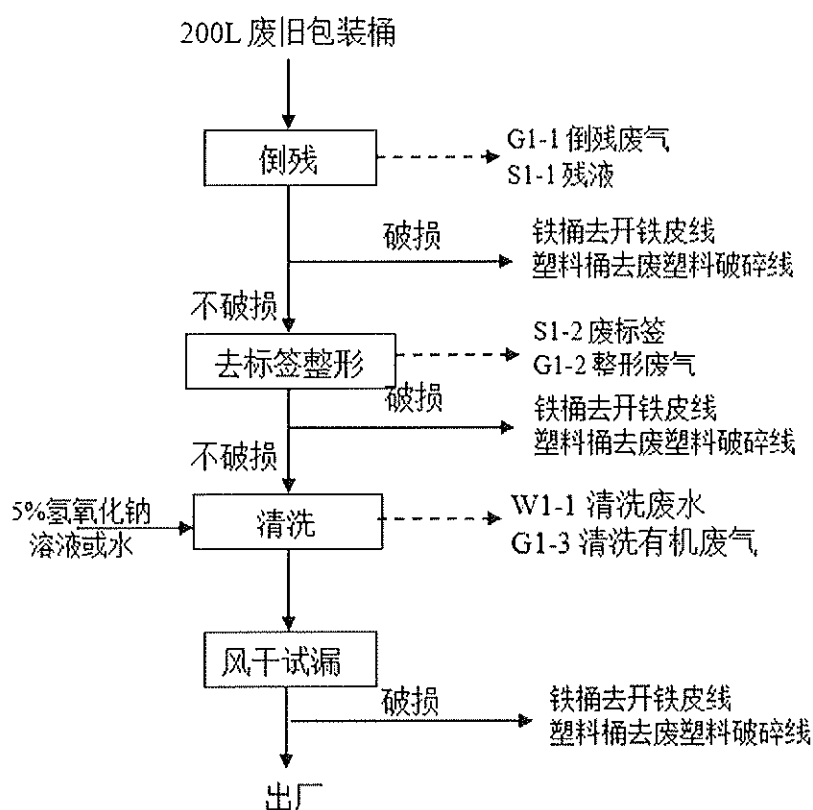 200L 废旧包装桶
倒残
G1-1 倒残废气
S1-1 残液
破损
铁桶去开铁皮线
塑料桶去废塑料破碎线
不破损
去标签整形
S1-2 废标签
G1-2 整形废气
破损
铁桶去开铁皮线
塑料桶去废塑料破碎线
不破损
5%氢氧化钠
溶液或水
清洗
W1-1 清洗废水
G1-3 清洗有机废气
风干试漏
破损
铁桶去开铁皮线
塑料桶去废塑料破碎线
出厂